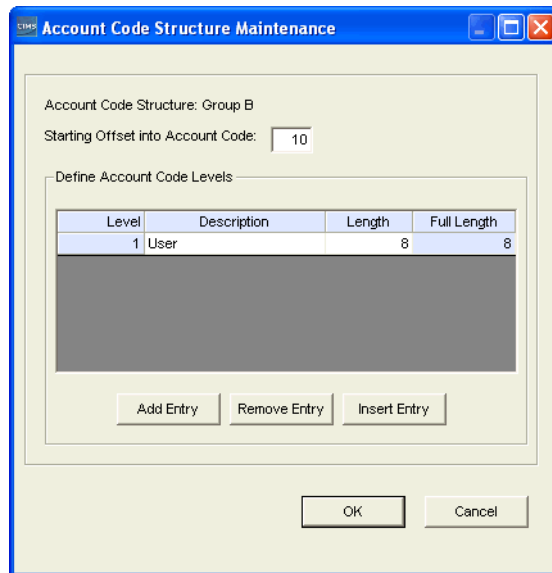 CIMS Account Code Structure Maintenance
Account Code Structure: Group B
Starting Offset into Account Code: 10
Define Account Code Levels
Level Description Length Full Length
1 User 8 8
Add Entry Remove Entry Insert Entry
OK Cancel